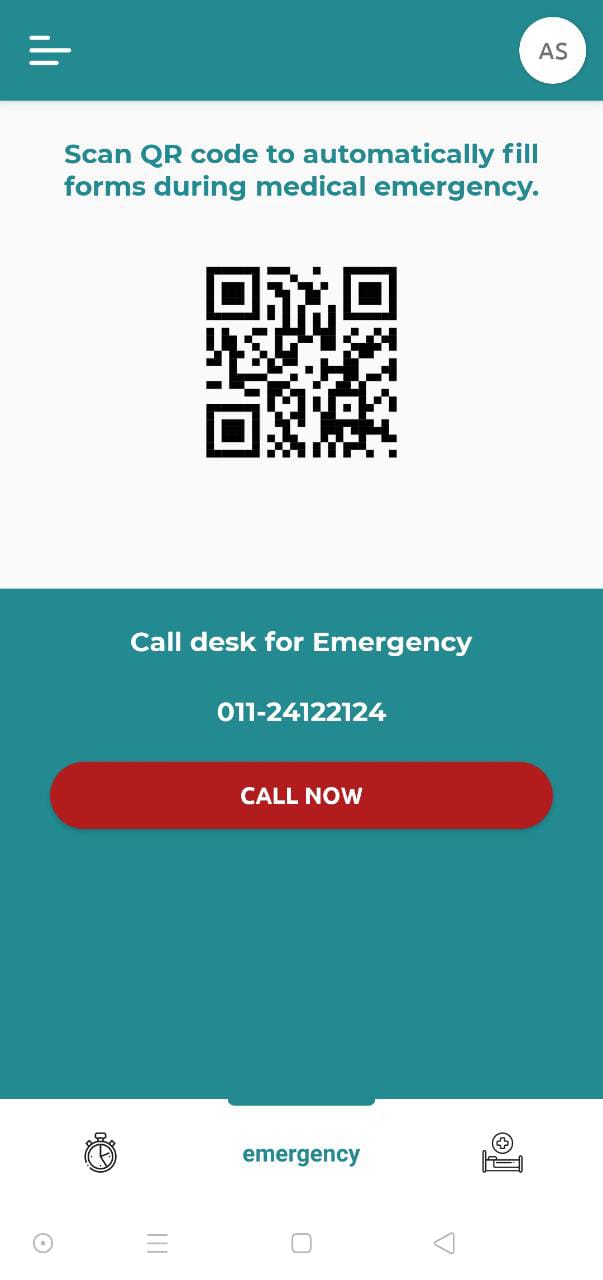 AS
Scan QR code to automatically fill
forms during medical emergency.
Call desk for Emergency
011-24122124
CALL NOW
emergency